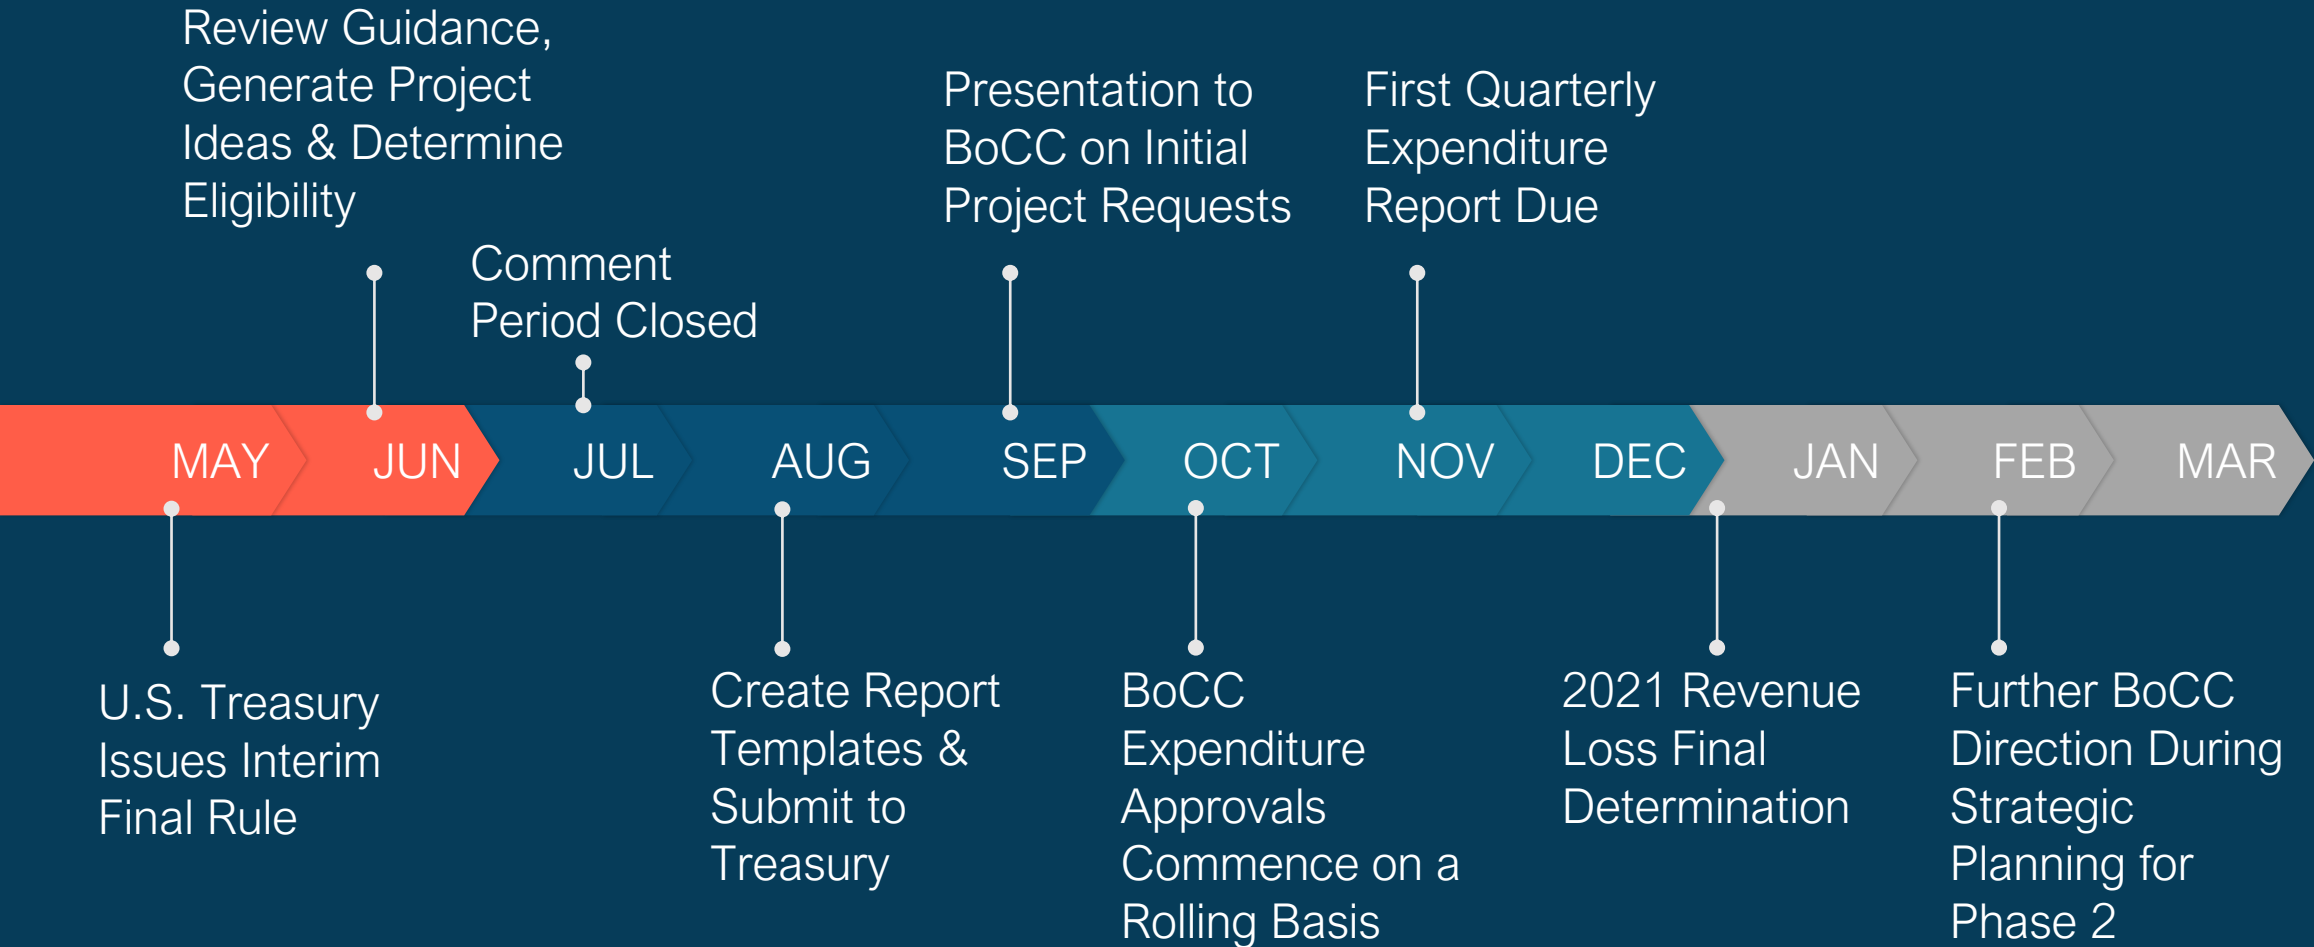 Review Guidance,
Generate Project
Ideas & Determine
Eligibility
Comment
Period Closed
Presentation to
BoCC on Initial
Project Requests
First Quarterly
Expenditure
Report Due
MAY
JUN
JUL
AUG
SEP
OCT
NOV
DEC
JAN
FEB
MAR
U.S. Treasury
Issues Interim
Final Rule
Create Report
Templates &
Submit to
Treasury
BoCC
Expenditure
Approvals
Commence on a
Rolling Basis
2021 Revenue
Loss Final
Determination
Further BoCC
Direction During
Strategic
Planning for
Phase 2